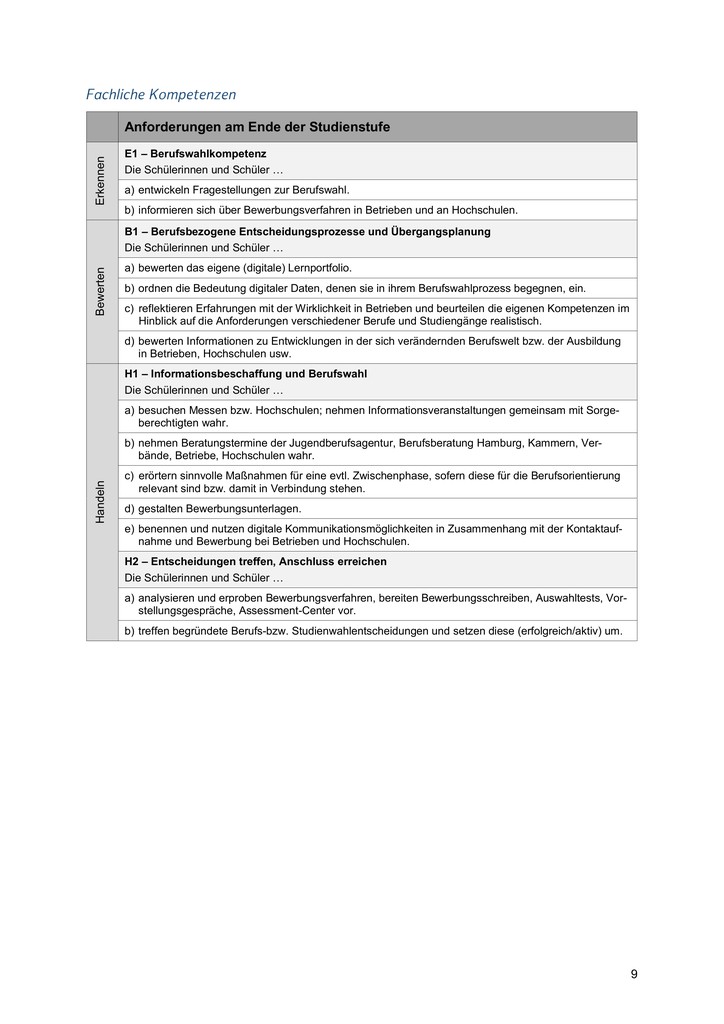 Fachliche Kompetenzen
Anforderungen am Ende der Studienstufe
Erkennen
E1 – Berufswahlkompetenz
Die Schülerinnen und Schüler …
a) entwickeln Fragestellungen zur Berufswahl.
b) informieren sich über Bewerbungsverfahren in Betrieben und an Hochschulen.
Bewerten
B1 – Berufsbezogene Entscheidungsprozesse und Übergangsplanung
Die Schülerinnen und Schüler …
a) bewerten das eigene (digitale) Lernportfolio.
b) ordnen die Bedeutung digitaler Daten, denen sie in ihrem Berufswahlprozess begegnen, ein.
c) reflektieren Erfahrungen mit der Wirklichkeit in Betrieben und beurteilen die eigenen Kompetenzen im
Hinblick auf die Anforderungen verschiedener Berufe und Studiengänge realistisch.
d) bewerten Informationen zu Entwicklungen in der sich verändernden Berufswelt bzw. der Ausbildung
in Betrieben, Hochschulen usw.
Handeln
H1 – Informationsbeschaffung und Berufswahl
Die Schülerinnen und Schüler …
a) besuchen Messen bzw. Hochschulen; nehmen Informationsveranstaltungen gemeinsam mit Sorge-
berechtigten wahr.
b) nehmen Beratungstermine der Jugendberufsagentur, Berufsberatung Hamburg, Kammern, Ver-
bände, Betriebe, Hochschulen wahr.
c) erörtern sinnvolle Maßnahmen für eine evtl. Zwischenphase, sofern diese für die Berufsorientierung
relevant sind bzw. damit in Verbindung stehen.
d) gestalten Bewerbungsunterlagen.
e) benennen und nutzen digitale Kommunikationsmöglichkeiten in Zusammenhang mit der Kontaktauf-
nahme und Bewerbung bei Betrieben und Hochschulen.
H2 – Entscheidungen treffen, Anschluss erreichen
Die Schülerinnen und Schüler …
a) analysieren und erproben Bewerbungsverfahren, bereiten Bewerbungsschreiben, Auswahltests, Vor-
stellungsgespräche, Assessment-Center vor.
b) treffen begründete Berufs-bzw. Studienwahlentscheidungen und setzen diese (erfolgreich/aktiv) um.
9